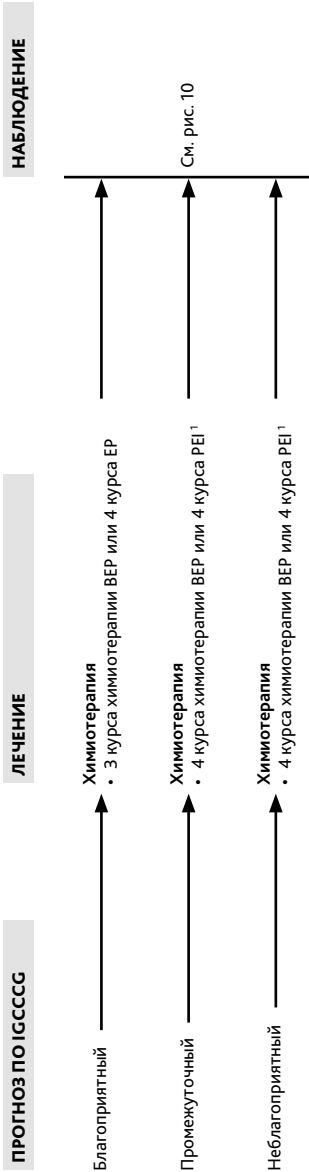 ПРОГНОЗ ПО IGCCCG
ЛЕЧЕНИЕ
НАБЛЮДЕНИЕ
Благоприятный
Химиотерапия
• 3 курса химиотерапии BEP или 4 курса EP
Промежуточный
Химиотерапия
• 4 курса химиотерапии BEP или 4 курса PEI¹
См. рис. 10
Неблагоприятный
Химиотерапия
• 4 курса химиотерапии BEP или 4 курса PEI¹